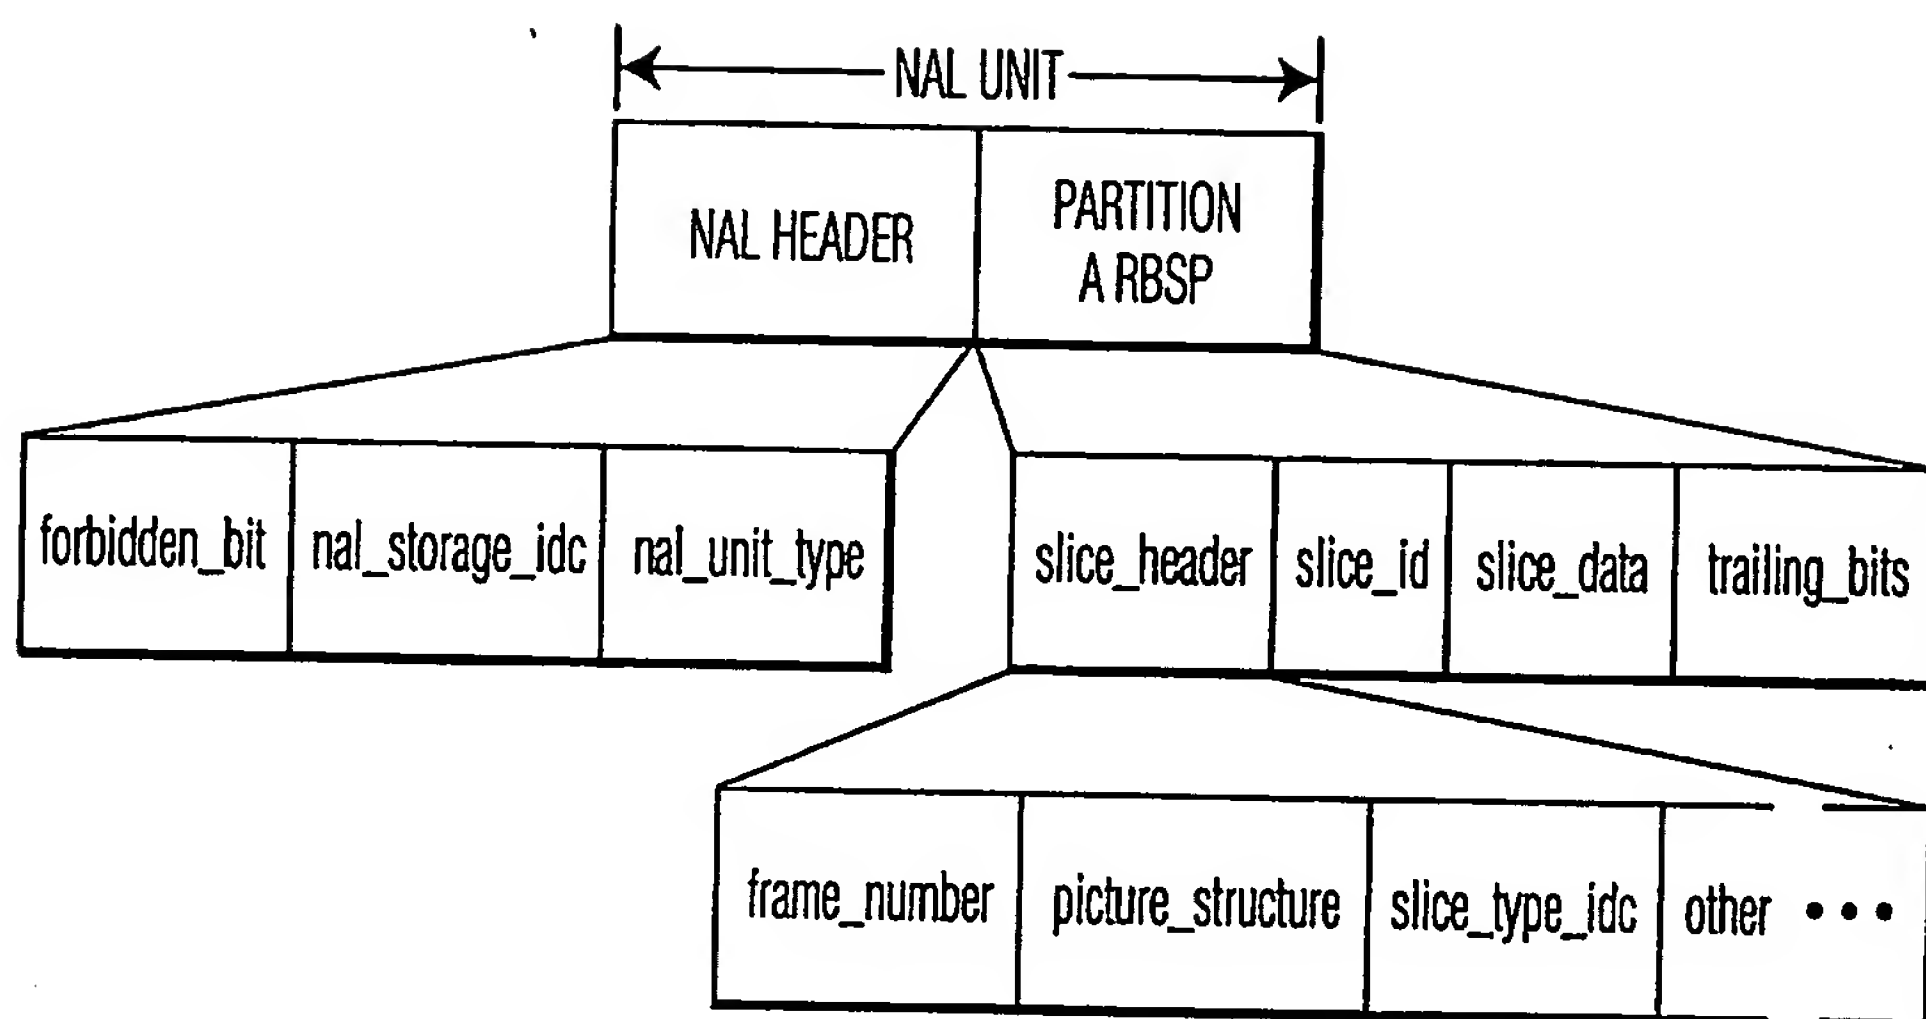 NAL UNIT
NAL HEADER
PARTITION
A RBSP
forbidden_bit
nal_storage_idc
nal_unit_type
slice_header
slice_id
slice_data
trailing_bits
frame_number
picture_structure
slice_type_idc
other •••